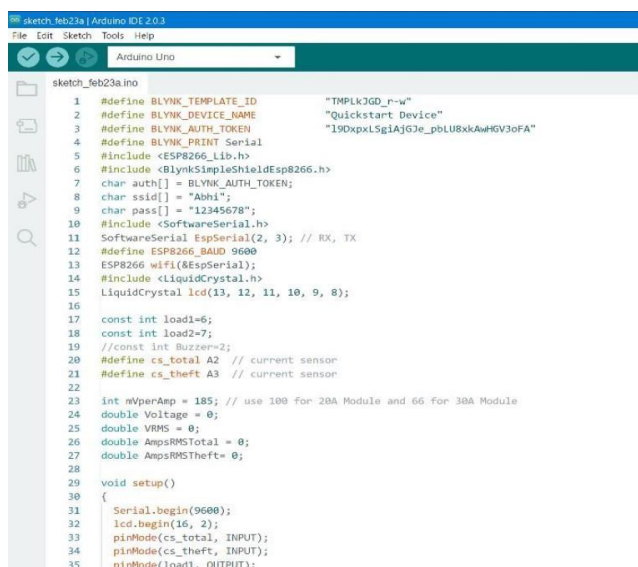 sketch_feb23a | Arduino IDE 2.0.3
File Edit Sketch Tools Help
Arduino Uno
sketch_feb23a.ino
1 #define BLYNK_TEMPLATE_ID "TMPLkJGD_r-w"
2 #define BLYNK_DEVICE_NAME "Quickstart Device"
3 #define BLYNK_AUTH_TOKEN "l9DxpxLSgiAjGJe_pbLU8xkAwHGV3oFA"
4 #define BLYNK_PRINT Serial
5 #include <ESP8266_Lib.h>
6 #include <BlynkSimpleShieldEsp8266.h>
7 char auth[] = BLYNK_AUTH_TOKEN;
8 char ssid[] = "Abhi";
9 char pass[] = "12345678";
10 #include <SoftwareSerial.h>
11 SoftwareSerial EspSerial(2, 3); // RX, TX
12 #define ESP8266_BAUD 9600
13 ESP8266 wifi(&EspSerial);
14 #include <LiquidCrystal.h>
15 LiquidCrystal lcd(13, 12, 11, 10, 9, 8);
16
17 const int load1=6;
18 const int load2=7;
19 //const int Buzzer=2;
20 #define cs_total A2 // current sensor
21 #define cs_theft A3 // current sensor
22
23 int mVperAmp = 185; // use 100 for 20A Module and 66 for 30A Module
24 double Voltage = 0;
25 double VRMS = 0;
26 double AmpsRMSTotal = 0;
27 double AmpsRMSTheft= 0;
28
29 void setup()
30 {
31 Serial.begin(9600);
32 lcd.begin(16, 2);
33 pinMode(cs_total, INPUT);
34 pinMode(cs_theft, INPUT);
35 pinMode(load1, OUTPUT);